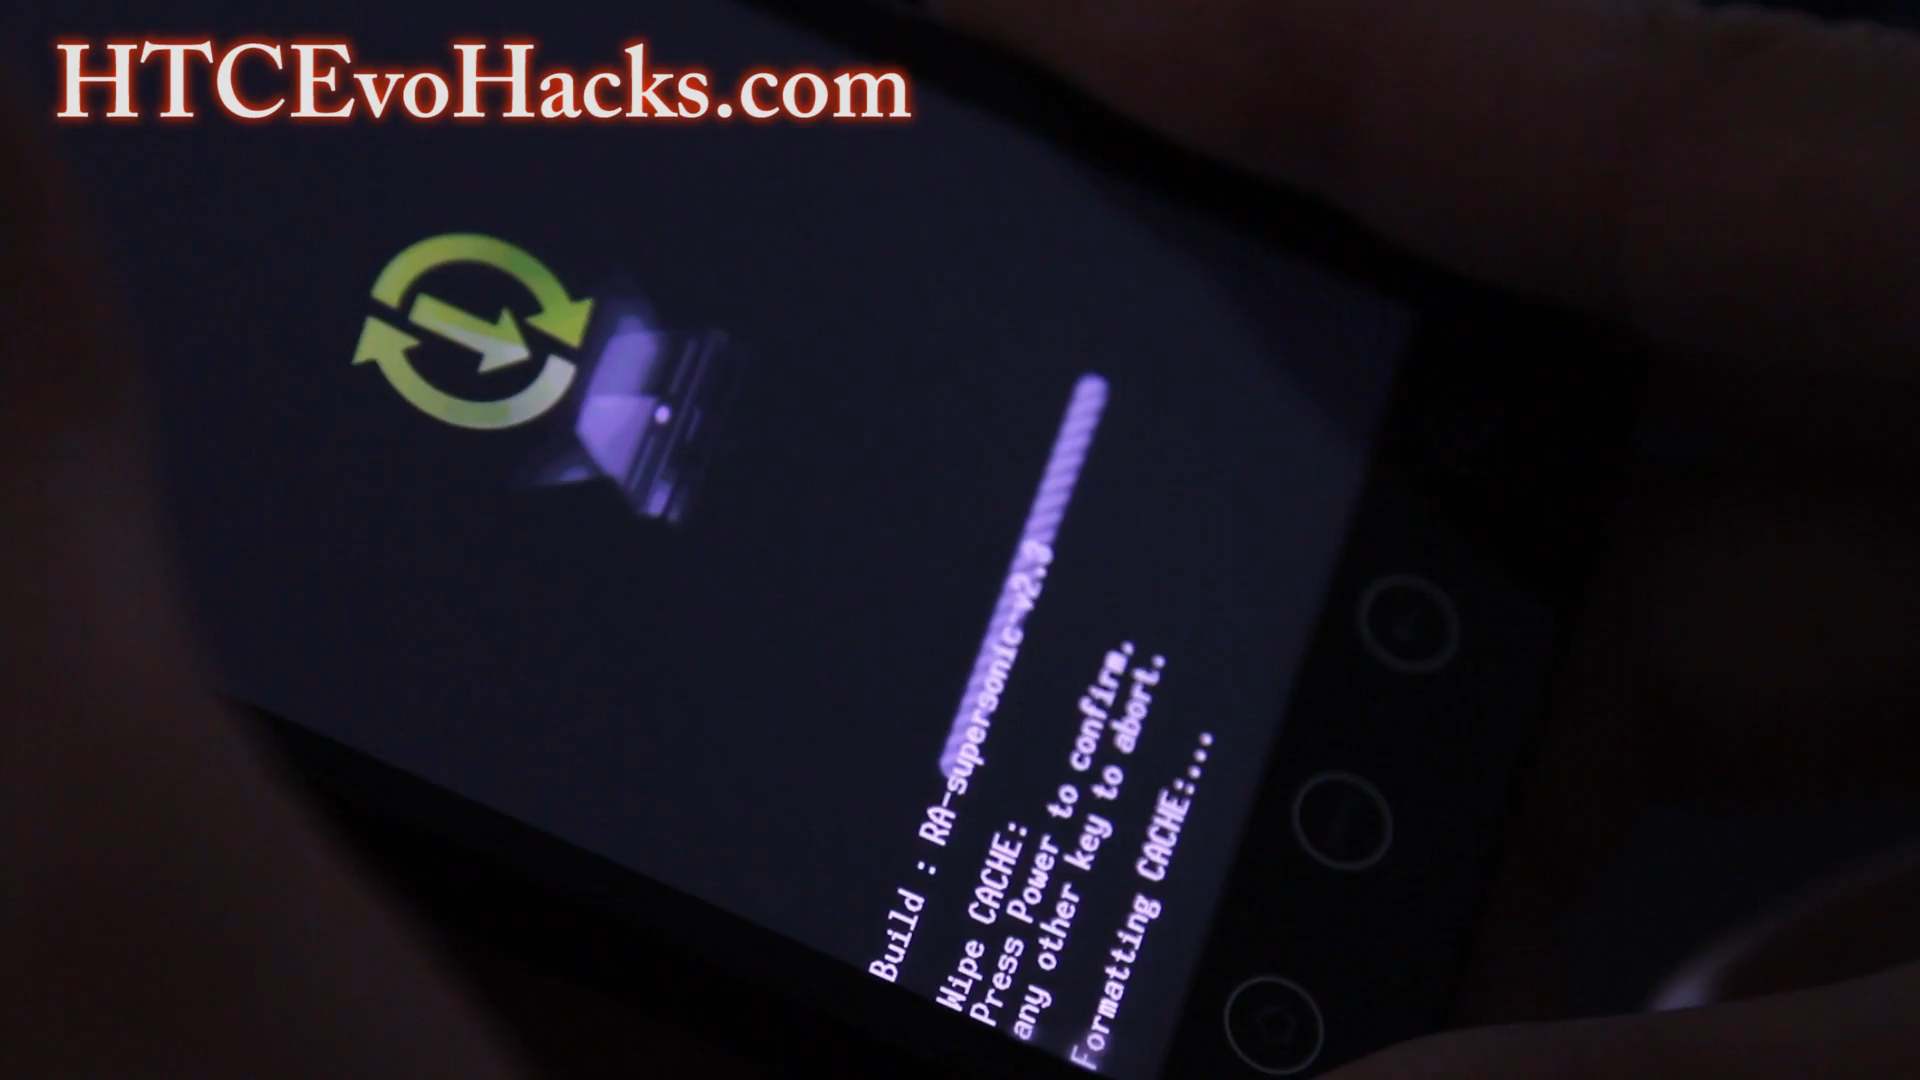 HTCEvoHacks.com
Build : RA-supersonic-v2.3
Wipe CACHE:
Press Power to confirm.
any other key to abort.
Formatting CACHE:...